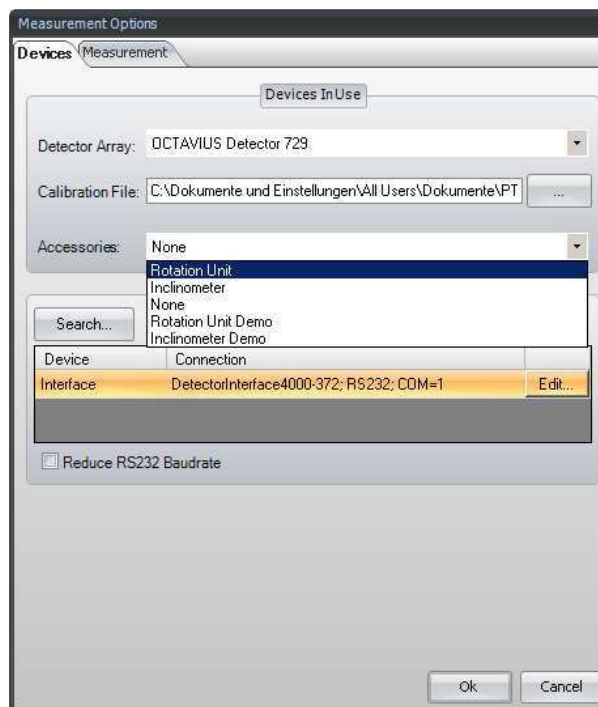 Measurement Options
Devices Measurement
Devices In Use
Detector Array: OCTAVIUS Detector 729
Calibration File: C:\Dokumente und Einstellungen\All Users\Dokumente\PT ...
Accessories: None
Rotation Unit
Inclinometer
None
Rotation Unit Demo
Inclinometer Demo
Search...
Device Connection
Interface DetectorInterface4000-372; RS232; COM=1 Edit...
Reduce RS232 Baudrate
Ok Cancel